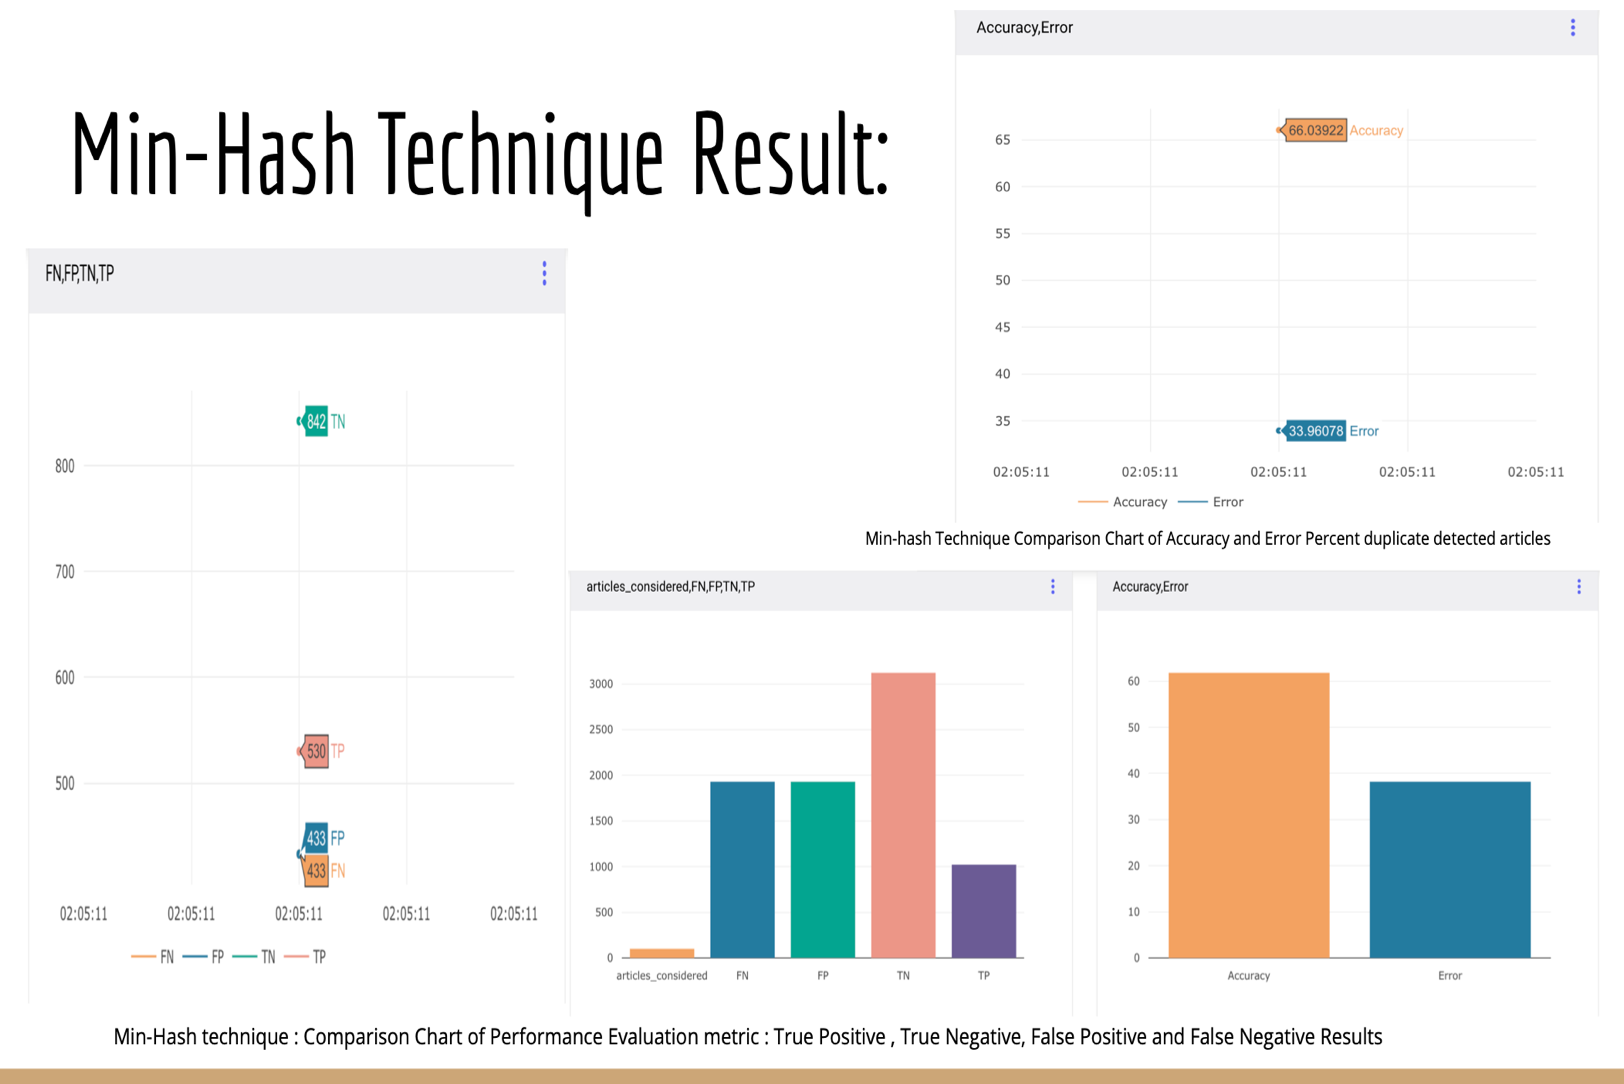 Min-Hash Technique Result:
Accuracy,Error
66.03922 Accuracy
65
60
55
50
45
40
35
33.96078 Error
02:05:11 02:05:11 02:05:11 02:05:11 02:05:11
Accuracy Error
Min-hash Technique Comparison Chart of Accuracy and Error Percent duplicate detected articles
FN,FP,TN,TP
842 TN
800
700
600
530 TP
500
433 FP
433 FN
02:05:11 02:05:11 02:05:11 02:05:11 02:05:11
FN FP TN TP
articles_considered,FN,FP,TN,TP
3000
2500
2000
1500
1000
500
0
articles_considered FN FP TN TP
Accuracy,Error
60
50
40
30
20
10
0
Accuracy Error
Min-Hash technique : Comparison Chart of Performance Evaluation metric : True Positive , True Negative, False Positive and False Negative Results